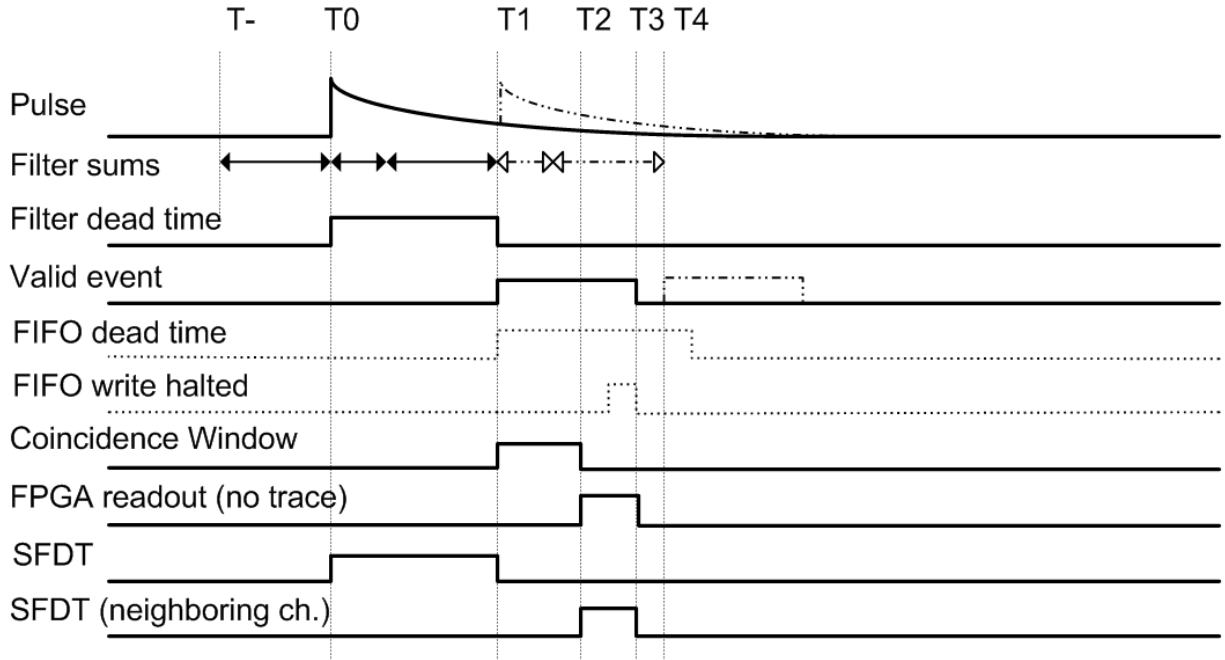 T- T0 T1 T2 T3 T4
Pulse
Filter sums
Filter dead time
Valid event
FIFO dead time
FIFO write halted
Coincidence Window
FPGA readout (no trace)
SFDT
SFDT (neighboring ch.)